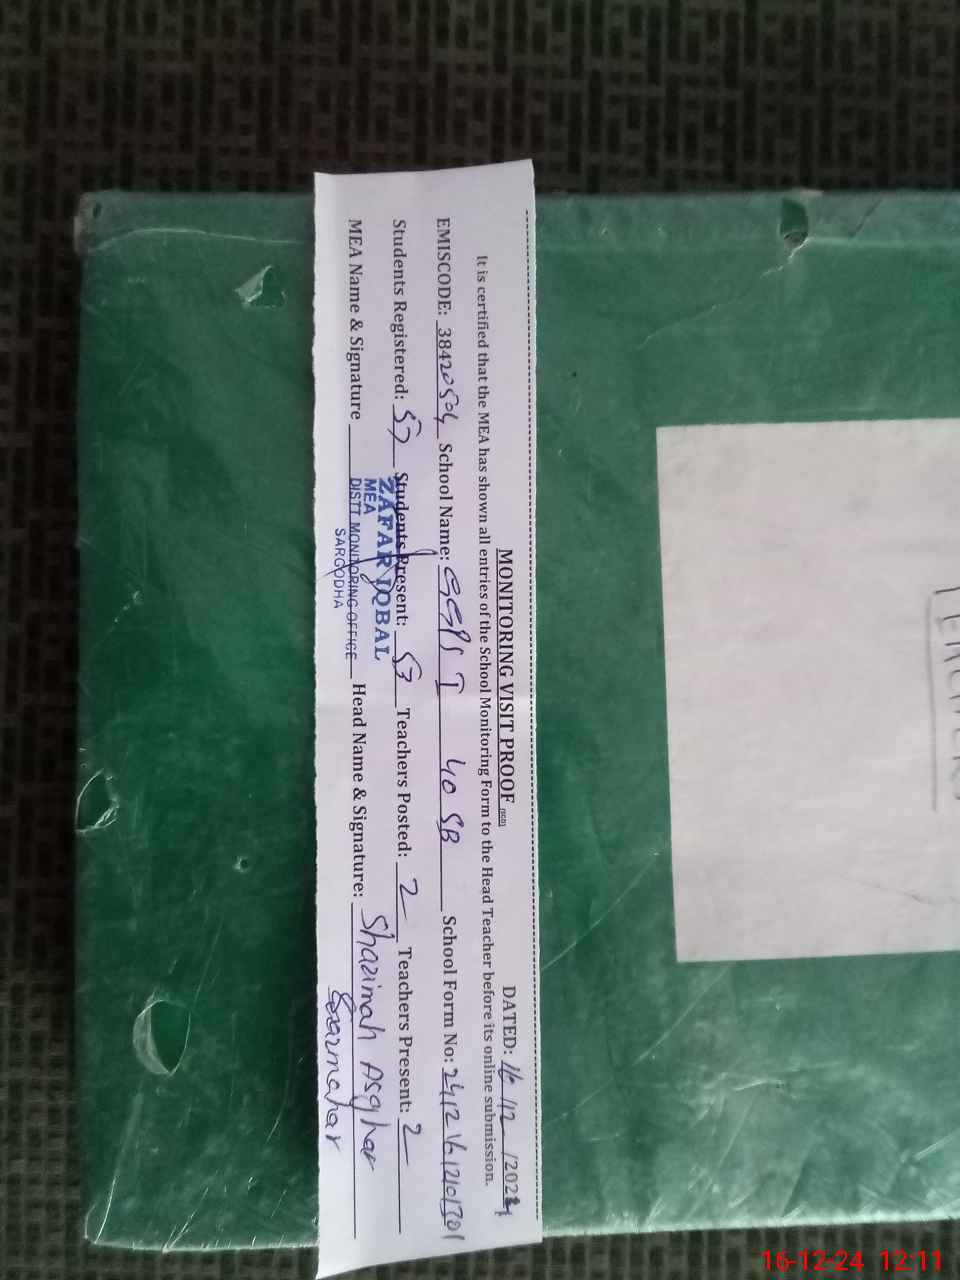 MONITORING VISIT PROOF (SGD) DATED: 16/12/2024
It is certified that the MEA has shown all entries of the School Monitoring Form to the Head Teacher before its online submission.
EMISCODE: 38420504 School Name: GGPS 40 SB School Form No:
Students Registered: 57 Students Present: 53 Teachers Posted: 2 Teachers Present: 2
MEA Name & Signature Head Name & Signature: Shazimah Asghar
ZAFAR IQBAL
MEA
DISTT MONITORING OFFICE
SARGODHA
16-12-24 12:11